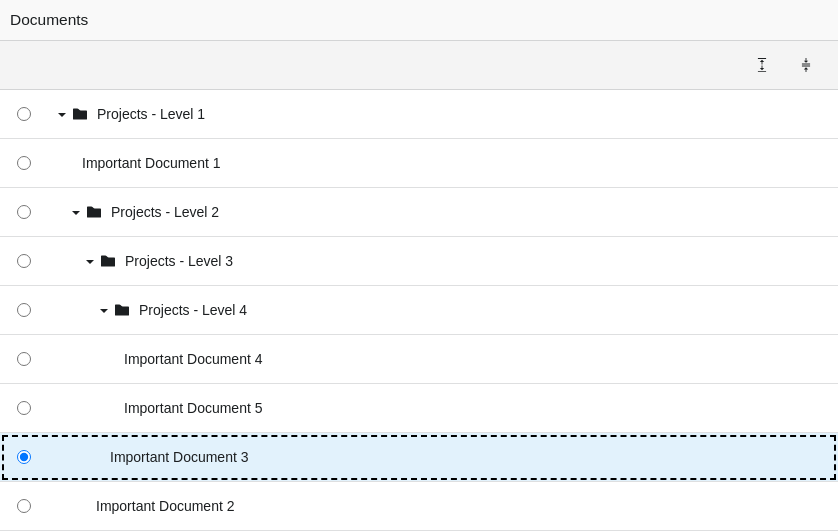 Documents
Projects - Level 1
Important Document 1
Projects - Level 2
Projects - Level 3
Projects - Level 4
Important Document 4
Important Document 5
Important Document 3
Important Document 2